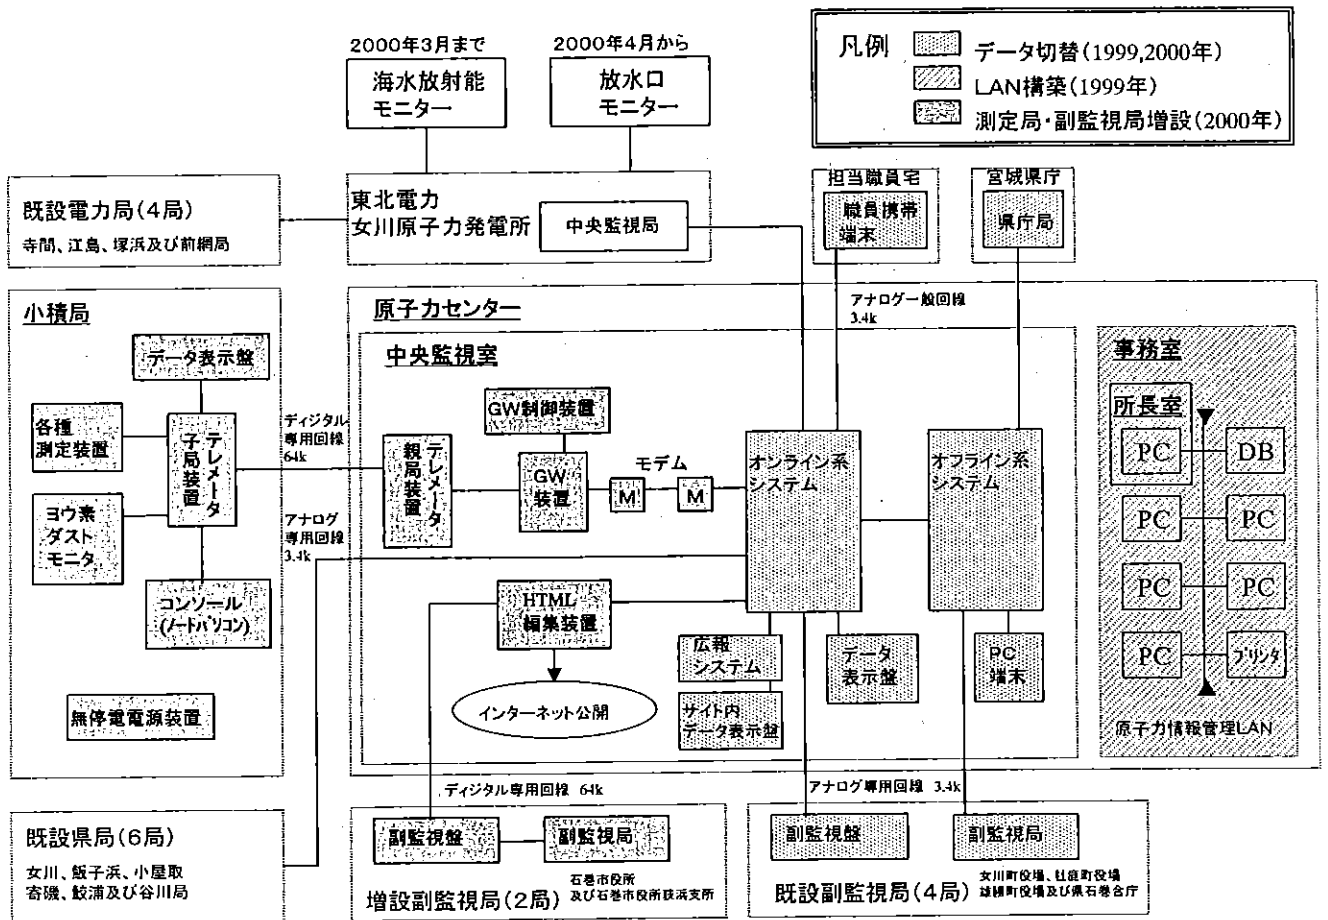 2000年3月まで
海水放射能
モニター
2000年4月から
放水口
モニター
凡例
データ切替(1999,2000年)
LAN構築(1999年)
測定局・副監視局増設(2000年)
既設電力局(4局)
寺間、江島、塚浜及び前網局
東北電力
女川原子力発電所
中央監視局
担当職員宅
職員携帯
端末
宮城県庁
県庁局
小積局
データ表示盤
各種
測定装置
テレメータ
子局装置
ヨウ素
ダスト
モニタ
コンソール
(ノートパソコン)
無停電電源装置
ディジタル
専用回線
64k
アナログ
専用回線
3.4k
原子力センター
中央監視室
アナログ一般回線
3.4k
GW制御装置
テレメータ
親局装置
GW
装置
モデム
M
M
オンライン系
システム
オフライン系
システム
HTML
編集装置
インターネット公開
広報
システム
サイト内
データ表示盤
データ
表示盤
PC
端末
事務室
所長室
PC
DB
PC
PC
PC
PC
PC
プリンタ
原子力情報管理LAN
既設県局(6局)
女川、飯子浜、小屋取
寄磯、鮫浦及び谷川局
ディジタル専用回線 64k
副監視盤
副監視局
増設副監視局(2局)
石巻市役所
及び石巻市役所荻浜支所
アナログ専用回線 3.4k
副監視盤
副監視局
既設副監視局(4局)
女川町役場、牡鹿町役場
雄勝町役場及び県石巻合庁